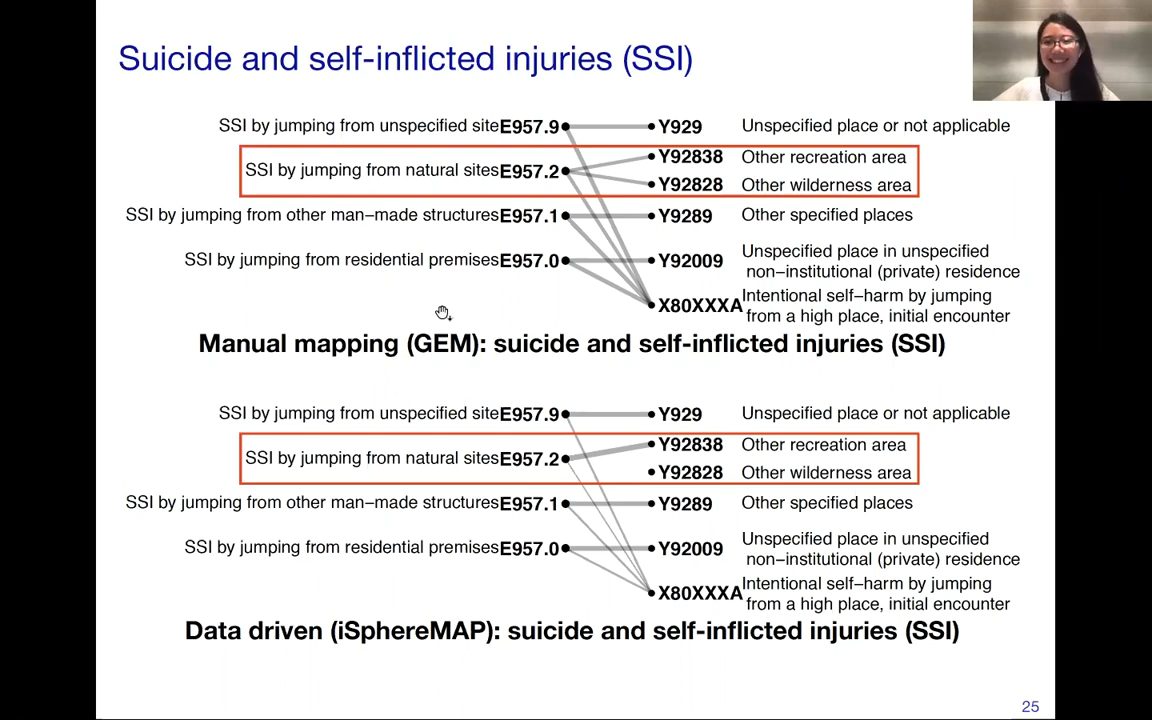 Suicide and self-inflicted injuries (SSI)
SSI by jumping from unspecified site E957.9 Y929 Unspecified place or not applicable
Y92838 Other recreation area
SSI by jumping from natural sites E957.2
Y92828 Other wilderness area
SSI by jumping from other man−made structures E957.1 Y9289 Other specified places
SSI by jumping from residential premises E957.0 Y92009 Unspecified place in unspecified
non−institutional (private) residence
X80XXXA Intentional self−harm by jumping
from a high place, initial encounter
Manual mapping (GEM): suicide and self-inflicted injuries (SSI)
SSI by jumping from unspecified site E957.9 Y929 Unspecified place or not applicable
Y92838 Other recreation area
SSI by jumping from natural sites E957.2
Y92828 Other wilderness area
SSI by jumping from other man−made structures E957.1 Y9289 Other specified places
SSI by jumping from residential premises E957.0 Y92009 Unspecified place in unspecified
non−institutional (private) residence
X80XXXA Intentional self−harm by jumping
from a high place, initial encounter
Data driven (iSphereMAP): suicide and self-inflicted injuries (SSI)
25